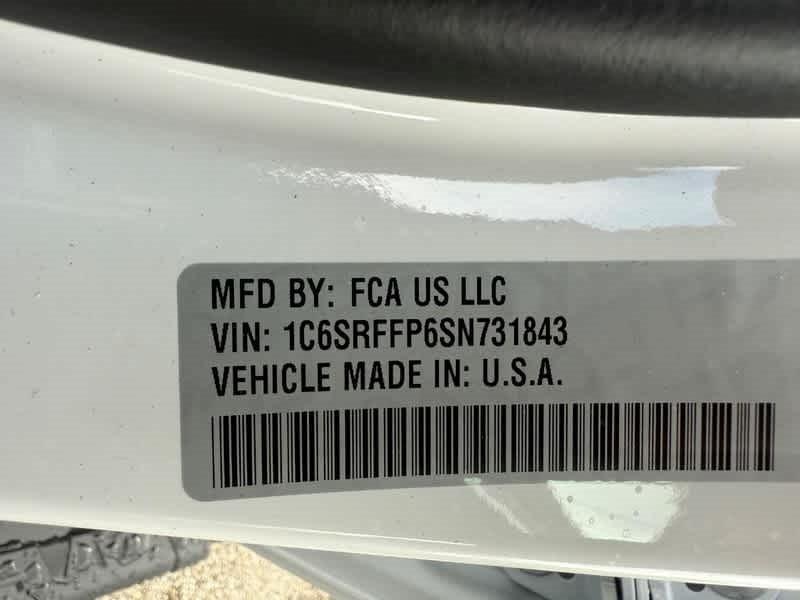 MFD BY: FCA US LLC
VIN: 1C6SRFFP6SN731843
VEHICLE MADE IN: U.S.A.